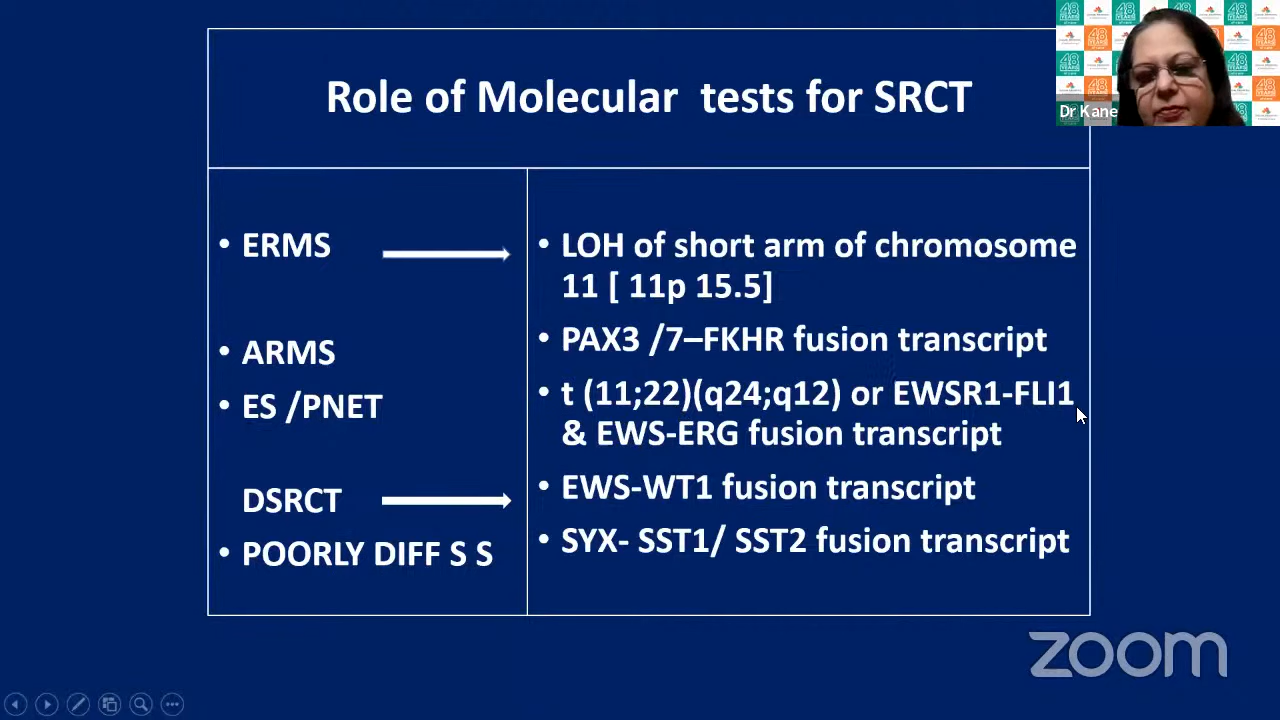 Role of Molecular tests for SRCT
Dr Kane
• ERMS
• ARMS
• ES /PNET
DSRCT
• POORLY DIFF S S
• LOH of short arm of chromosome
11 [ 11p 15.5]
• PAX3 /7–FKHR fusion transcript
• t (11;22)(q24;q12) or EWSR1-FLI1
& EWS-ERG fusion transcript
• EWS-WT1 fusion transcript
• SYX- SST1/ SST2 fusion transcript
zoom